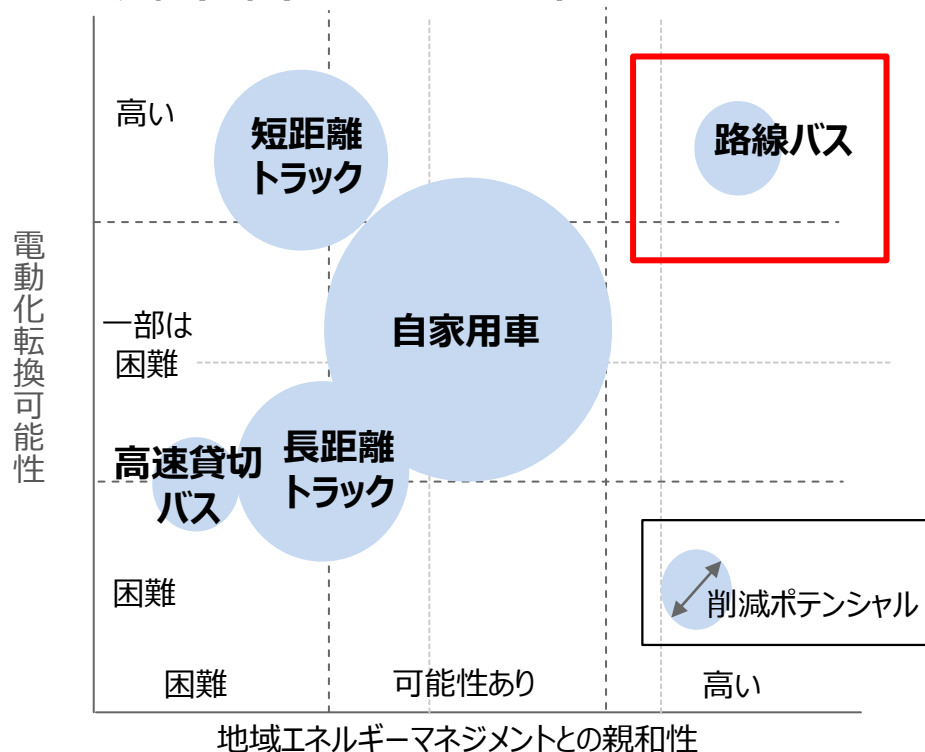 高い
短距離
トラック
路線バス
電動化転換可能性
一部は
困難
自家用車
高速貸切
バス
長距離
トラック
困難
削減ポテンシャル
困難
可能性あり
高い
地域エネルギーマネジメントとの親和性